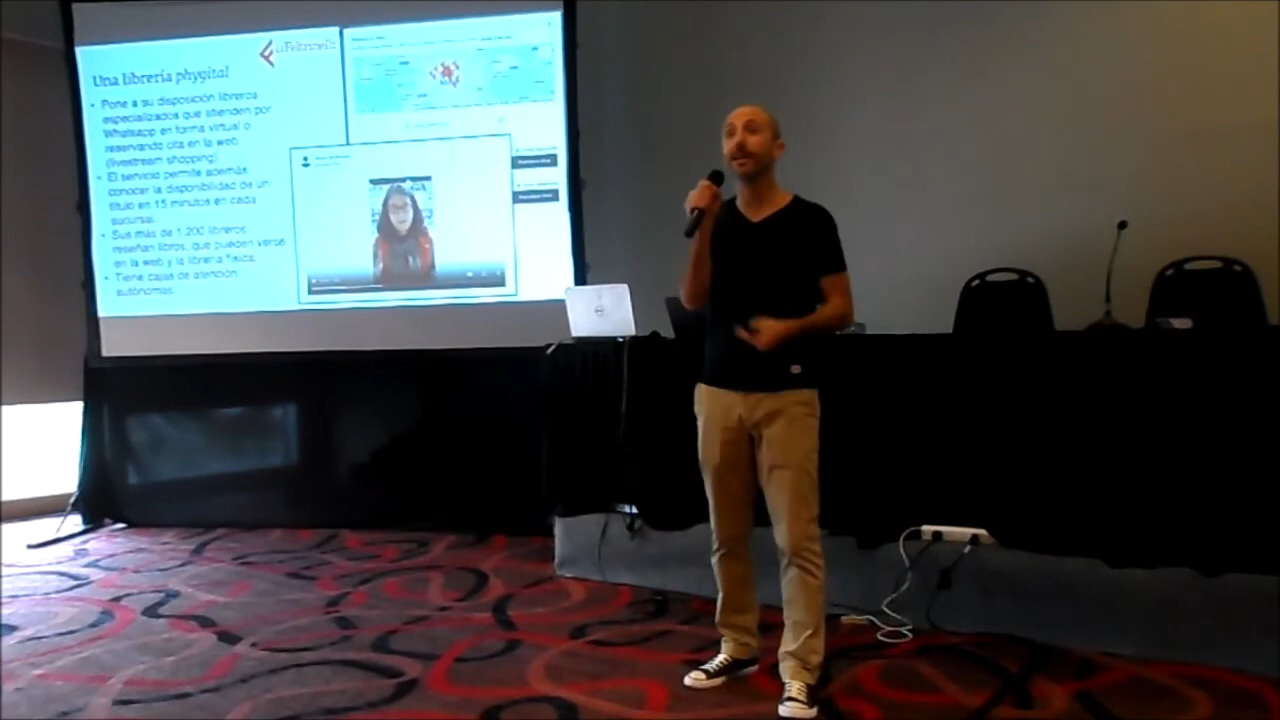 laFeltrinelli
Una librería phygital
• Pone a su disposición libreros
especializados que atienden por
Whatsapp en forma virtual o
reservando cita en la web
(livestream shopping)
• El servicio permite además
conocer la disponibilidad de un
título en 15 minutos en cada
sucursal.
• Sus más de 1.200 libreros
reseñan libros, que pueden verse
en la web y la librería física.
• Tiene cajas de atención
autónomas.